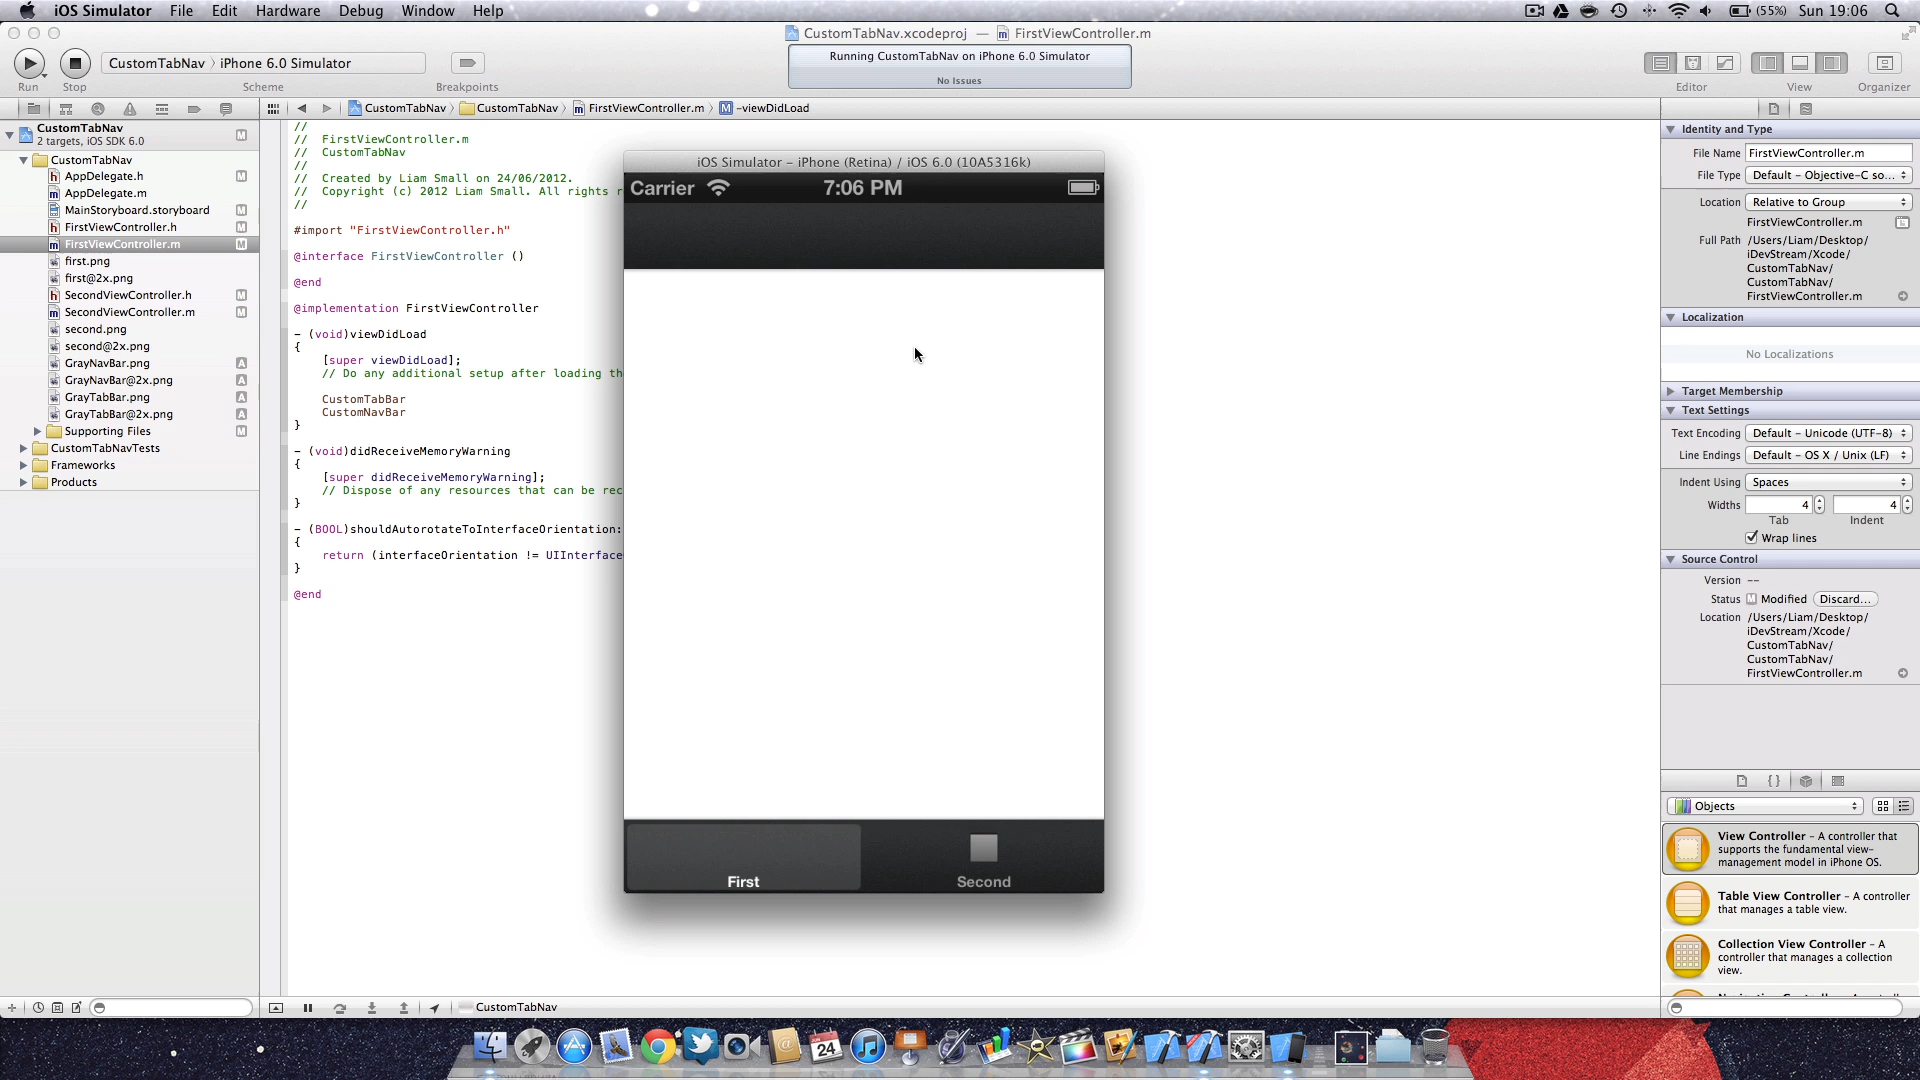 iOS Simulator File Edit Hardware Debug Window Help
(55%) Sun 19:06
CustomTabNav.xcodeproj — FirstViewController.m
CustomTabNav iPhone 6.0 Simulator
Running CustomTabNav on iPhone 6.0 Simulator
No Issues
Run Stop Scheme Breakpoints Editor View Organizer
CustomTabNav CustomTabNav FirstViewController.m -viewDidLoad
CustomTabNav M
2 targets, iOS SDK 6.0
CustomTabNav
AppDelegate.h M
AppDelegate.m
MainStoryboard.storyboard M
FirstViewController.h M
FirstViewController.m M
first.png
first@2x.png
SecondViewController.h M
SecondViewController.m M
second.png
second@2x.png
GrayNavBar.png A
GrayNavBar@2x.png A
GrayTabBar.png A
GrayTabBar@2x.png A
Supporting Files M
CustomTabNavTests
Frameworks
Products
//
// FirstViewController.m
// CustomTabNav
//
// Created by Liam Small on 24/06/2012.
// Copyright (c) 2012 Liam Small. All rights r
//
#import "FirstViewController.h"
@interface FirstViewController ()
@end
@implementation FirstViewController
- (void)viewDidLoad
{
[super viewDidLoad];
// Do any additional setup after loading th
CustomTabBar
CustomNavBar
}
- (void)didReceiveMemoryWarning
{
[super didReceiveMemoryWarning];
// Dispose of any resources that can be rec
}
- (BOOL)shouldAutorotateToInterfaceOrientation:
{
return (interfaceOrientation != UIInterface
}
@end
iOS Simulator – iPhone (Retina) / iOS 6.0 (10A5316k)
Carrier 7:06 PM
First Second
Identity and Type
File Name FirstViewController.m
File Type Default - Objective-C so...
Location Relative to Group
FirstViewController.m
Full Path /Users/Liam/Desktop/
iDevStream/Xcode/
CustomTabNav/
CustomTabNav/
FirstViewController.m
Localization
No Localizations
Target Membership
Text Settings
Text Encoding Default - Unicode (UTF-8)
Line Endings Default - OS X / Unix (LF)
Indent Using Spaces
Widths 4 4
Tab Indent
Wrap lines
Source Control
Version --
Status M Modified Discard...
Location /Users/Liam/Desktop/
iDevStream/Xcode/
CustomTabNav/
CustomTabNav/
FirstViewController.m
{ }
Objects
View Controller - A controller that
supports the fundamental view-
management model in iPhone OS.
Table View Controller - A controller
that manages a table view.
Collection View Controller - A
controller that manages a collection
view.
CustomTabNav
24